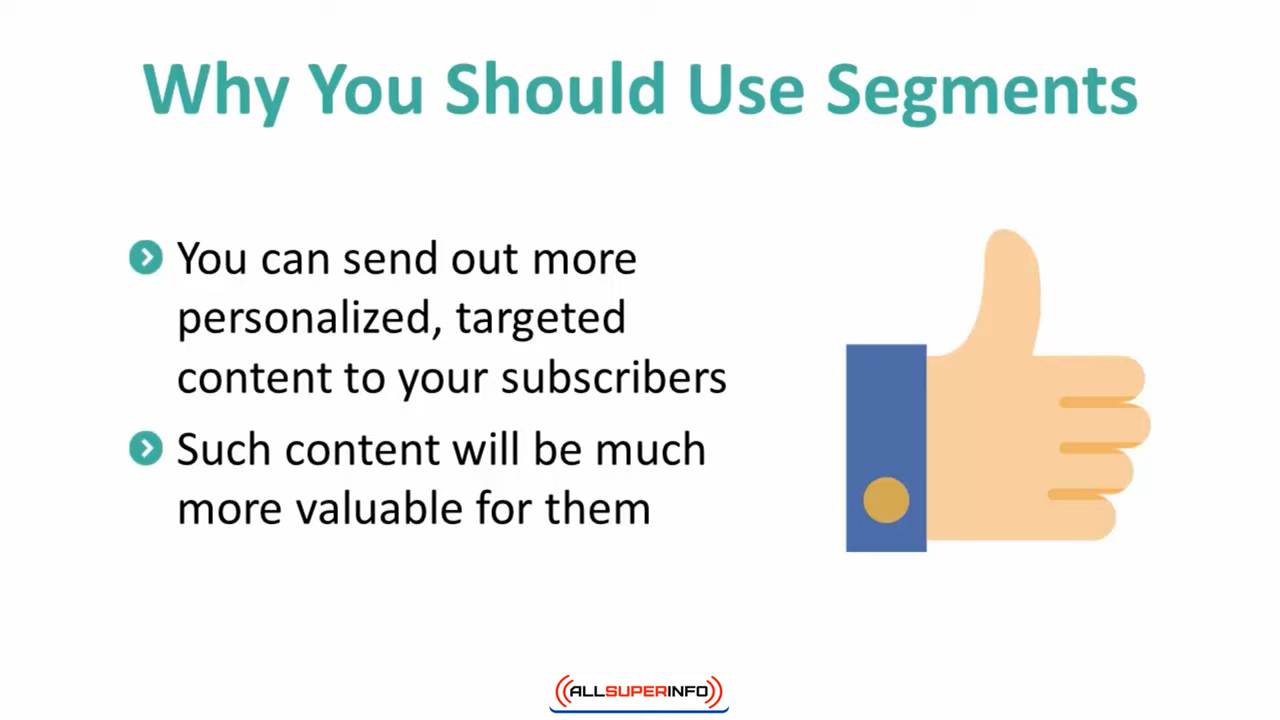 Why You Should Use Segments
You can send out more
personalized, targeted
content to your subscribers
Such content will be much
more valuable for them
ALLSUPERINFO